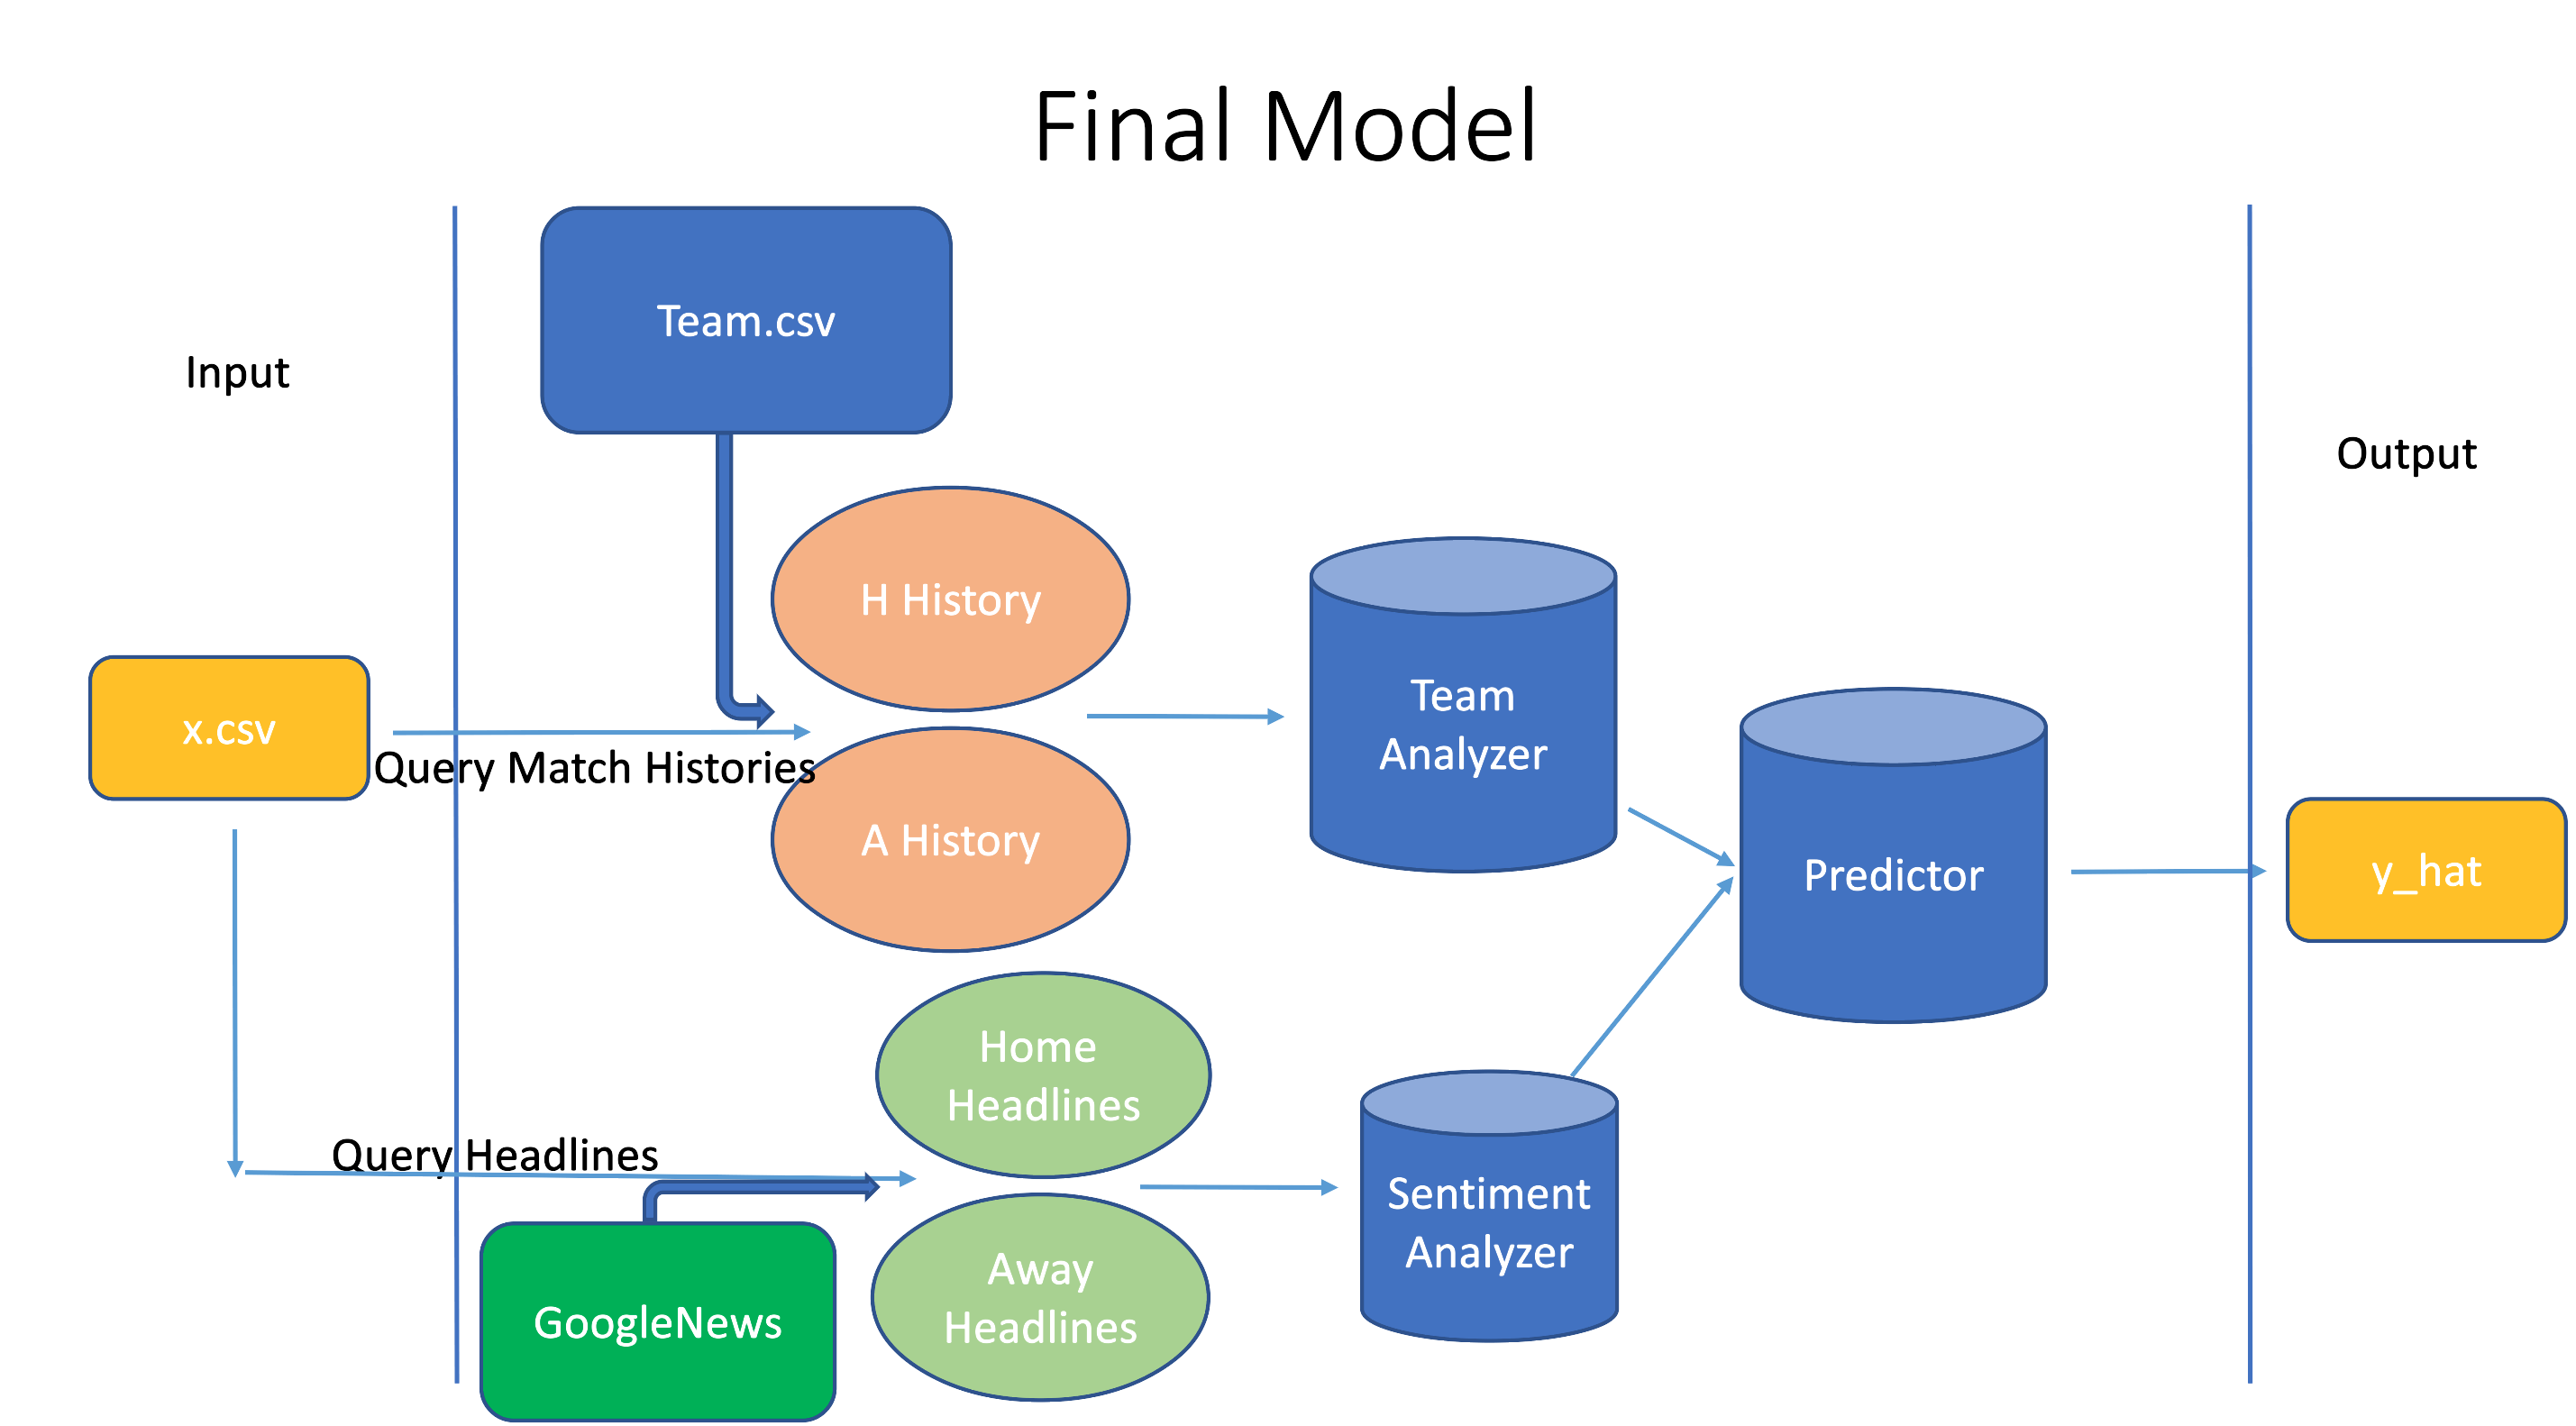 Final Model
Input
Team.csv
Output
H History
x.csv
Query Match Histories
A History
Team
Analyzer
Predictor
y_hat
Home
Headlines
Query Headlines
GoogleNews
Away
Headlines
Sentiment
Analyzer